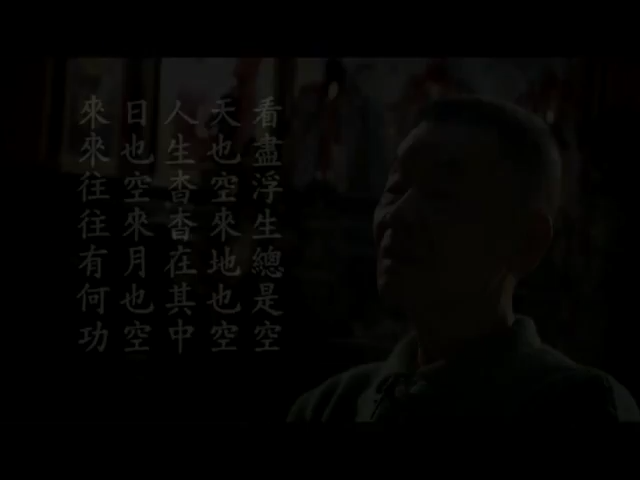 看盡浮生總是空
天也空來地也空
人生杳杳在其中
日也空來月也空
來來往往有何功